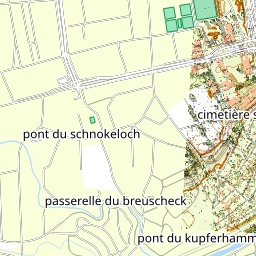 cimetière s
pont du schnokeloch
passerelle du breuscheck
pont du kupferhamm